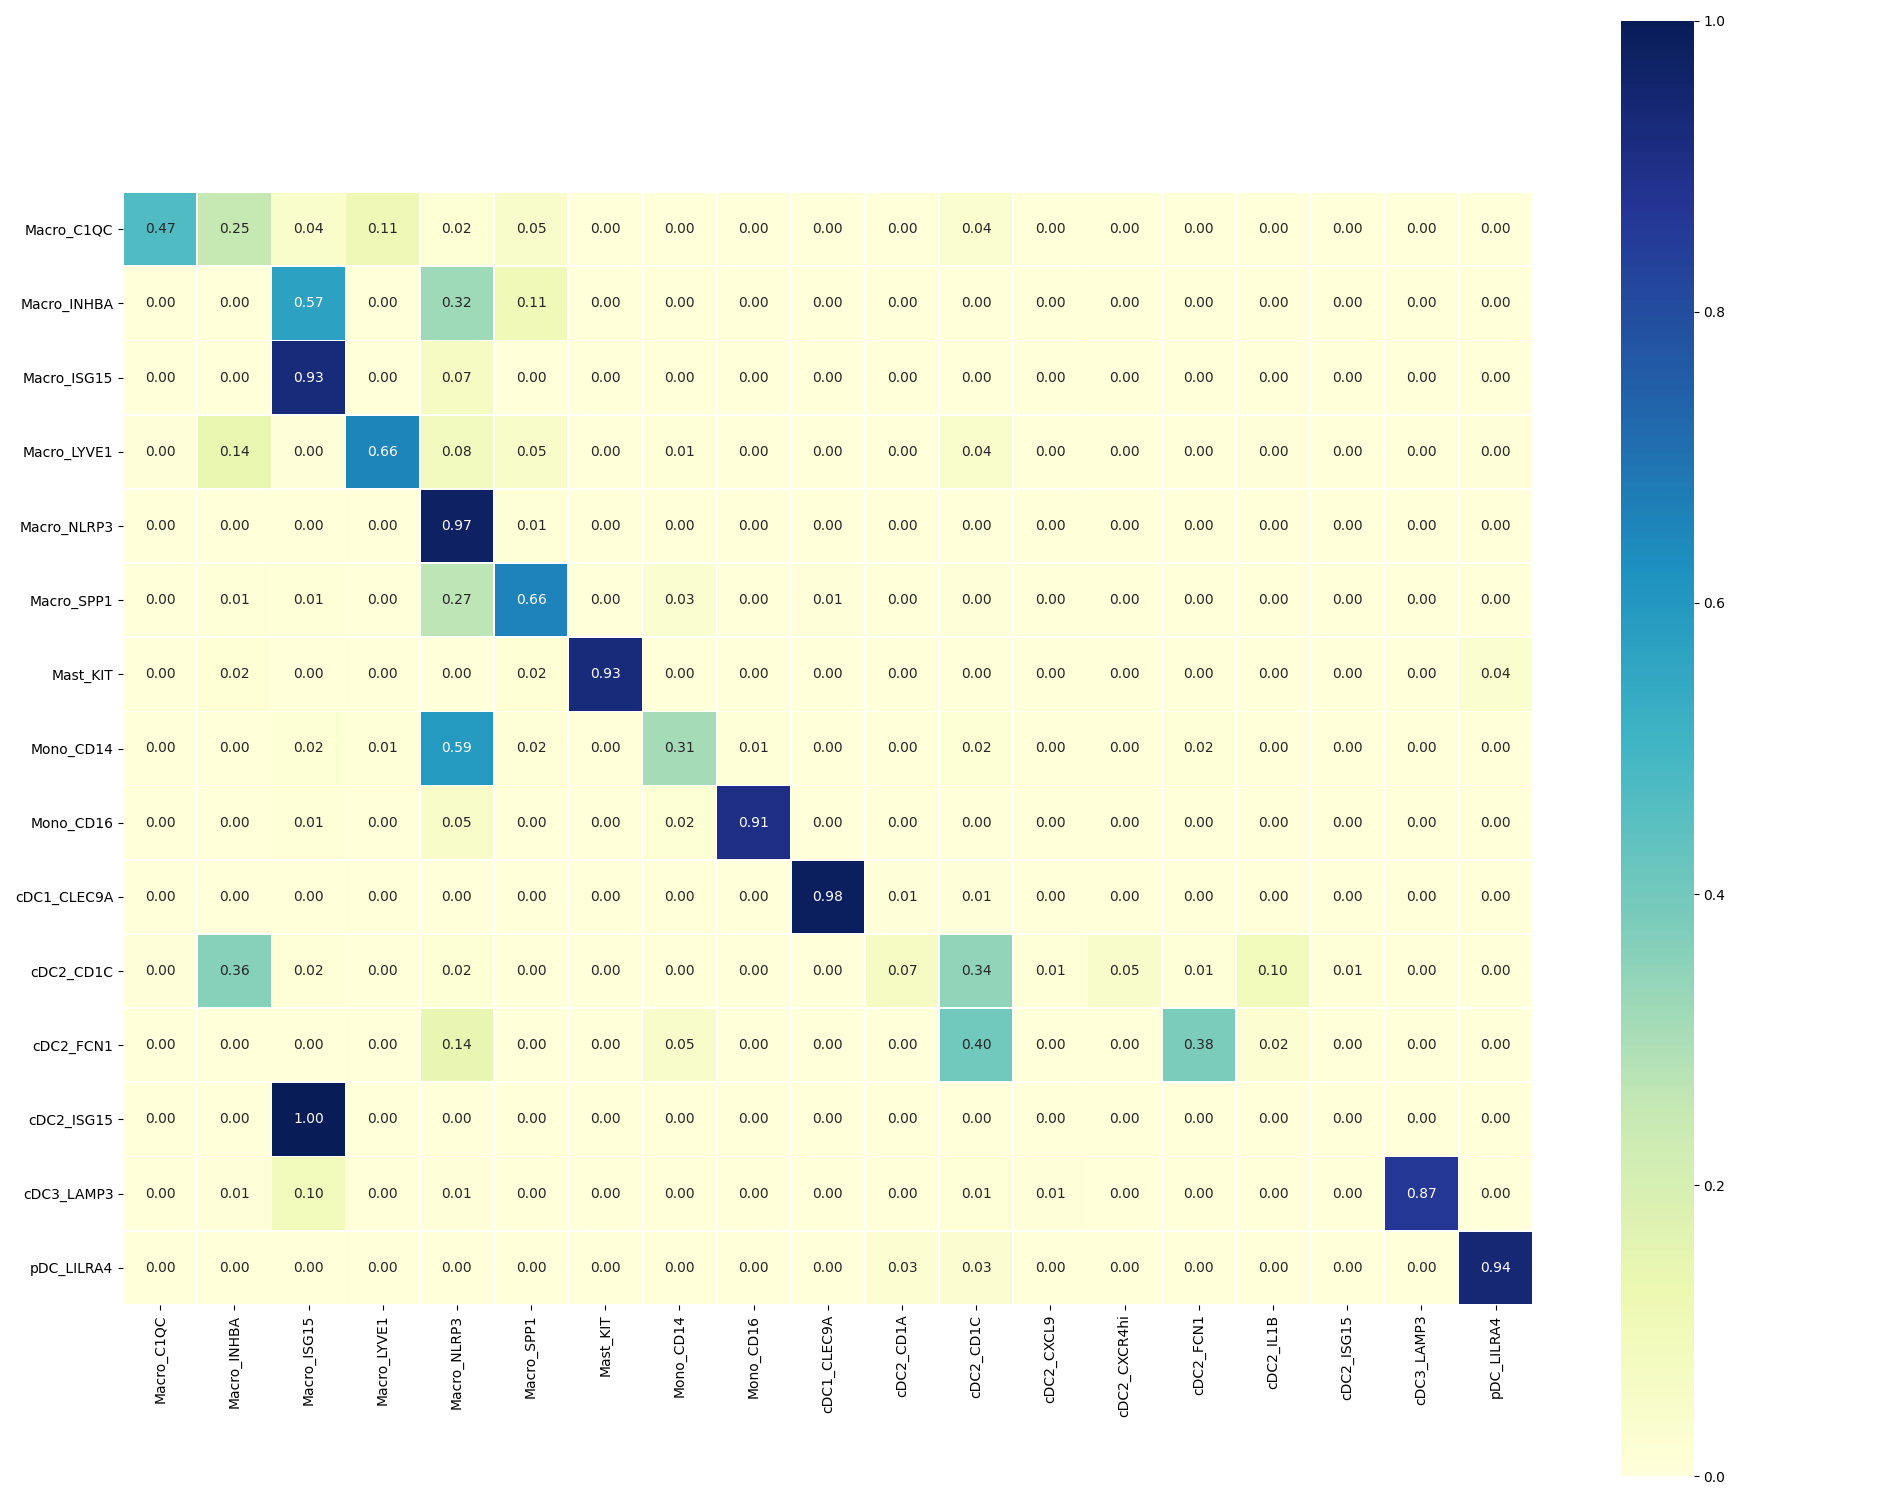 1.0
Macro_C1QC 0.47 0.25 0.04 0.11 0.02 0.05 0.00 0.00 0.00 0.00 0.00 0.04 0.00 0.00 0.00 0.00 0.00 0.00 0.00
Macro_INHBA 0.00 0.00 0.57 0.00 0.32 0.11 0.00 0.00 0.00 0.00 0.00 0.00 0.00 0.00 0.00 0.00 0.00 0.00 0.00
0.8
Macro_ISG15 0.00 0.00 0.93 0.00 0.07 0.00 0.00 0.00 0.00 0.00 0.00 0.00 0.00 0.00 0.00 0.00 0.00 0.00 0.00
Macro_LYVE1 0.00 0.14 0.00 0.66 0.08 0.05 0.00 0.01 0.00 0.00 0.00 0.04 0.00 0.00 0.00 0.00 0.00 0.00 0.00
Macro_NLRP3 0.00 0.00 0.00 0.00 0.97 0.01 0.00 0.00 0.00 0.00 0.00 0.00 0.00 0.00 0.00 0.00 0.00 0.00 0.00
Macro_SPP1 0.00 0.01 0.01 0.00 0.27 0.66 0.00 0.03 0.00 0.01 0.00 0.00 0.00 0.00 0.00 0.00 0.00 0.00 0.00
0.6
Mast_KIT 0.00 0.02 0.00 0.00 0.00 0.02 0.93 0.00 0.00 0.00 0.00 0.00 0.00 0.00 0.00 0.00 0.00 0.00 0.04
Mono_CD14 0.00 0.00 0.02 0.01 0.59 0.02 0.00 0.31 0.01 0.00 0.00 0.02 0.00 0.00 0.02 0.00 0.00 0.00 0.00
Mono_CD16 0.00 0.00 0.01 0.00 0.05 0.00 0.00 0.02 0.91 0.00 0.00 0.00 0.00 0.00 0.00 0.00 0.00 0.00 0.00
0.4
cDC1_CLEC9A 0.00 0.00 0.00 0.00 0.00 0.00 0.00 0.00 0.00 0.98 0.01 0.01 0.00 0.00 0.00 0.00 0.00 0.00 0.00
cDC2_CD1C 0.00 0.36 0.02 0.00 0.02 0.00 0.00 0.00 0.00 0.00 0.07 0.34 0.01 0.05 0.01 0.10 0.01 0.00 0.00
cDC2_FCN1 0.00 0.00 0.00 0.00 0.14 0.00 0.00 0.05 0.00 0.00 0.00 0.40 0.00 0.00 0.38 0.02 0.00 0.00 0.00
cDC2_ISG15 0.00 0.00 1.00 0.00 0.00 0.00 0.00 0.00 0.00 0.00 0.00 0.00 0.00 0.00 0.00 0.00 0.00 0.00 0.00
0.2
cDC3_LAMP3 0.00 0.01 0.10 0.00 0.01 0.00 0.00 0.00 0.00 0.00 0.00 0.01 0.01 0.00 0.00 0.00 0.00 0.87 0.00
pDC_LILRA4 0.00 0.00 0.00 0.00 0.00 0.00 0.00 0.00 0.00 0.00 0.03 0.03 0.00 0.00 0.00 0.00 0.00 0.00 0.94
Macro_C1QC
Macro_INHBA
Macro_ISG15
Macro_LYVE1
Macro_NLRP3
Macro_SPP1
Mast_KIT
Mono_CD14
Mono_CD16
cDC1_CLEC9A
cDC2_CD1A
cDC2_CD1C
cDC2_CXCL9
cDC2_CXCR4hi
cDC2_FCN1
cDC2_IL1B
cDC2_ISG15
cDC3_LAMP3
pDC_LILRA4
0.0